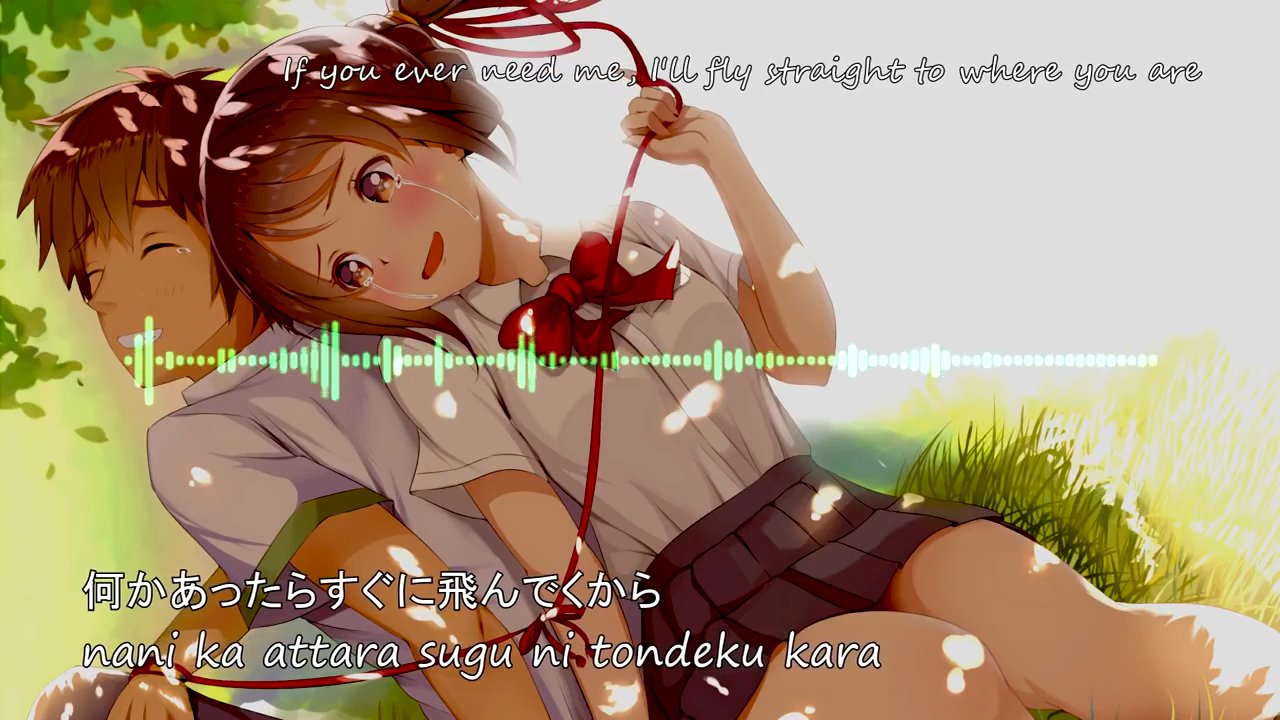 If you ever need me, I'll fly straight to where you are
何かあったらすぐに飛んでくから
nani ka attara sugu ni tondeku kara